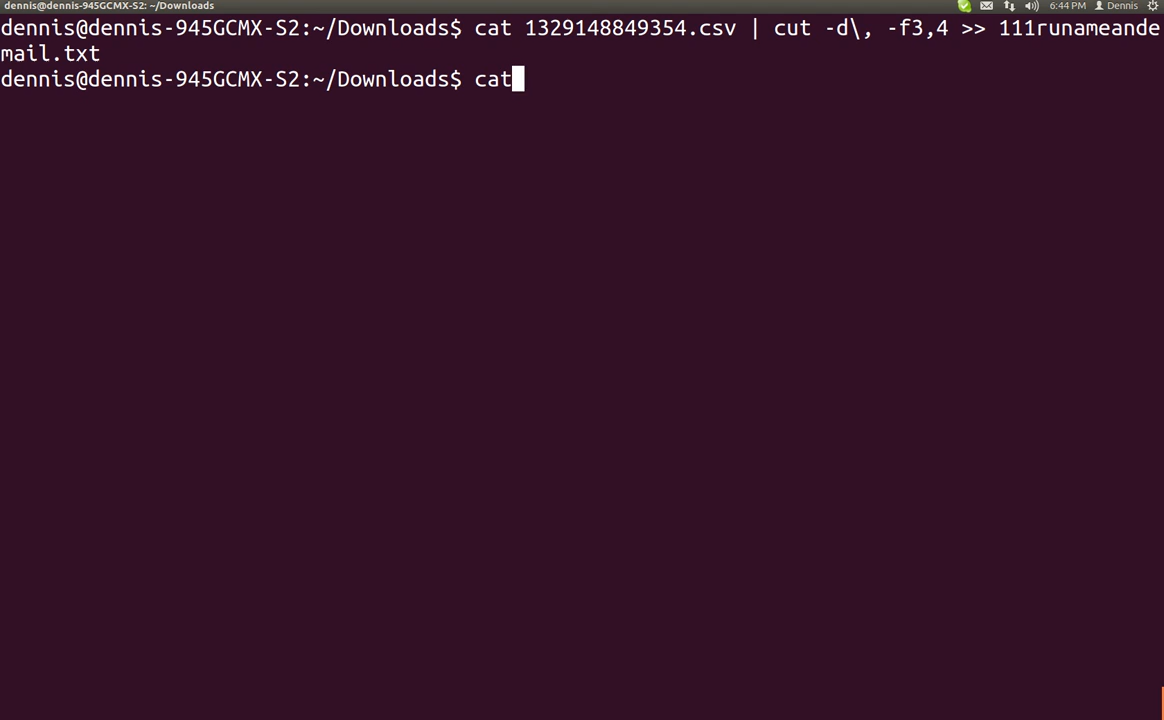 dennis@dennis-945GCMX-S2: ~/Downloads
6:44 PM
Dennis
dennis@dennis-945GCMX-S2:~/Downloads$ cat 1329148849354.csv | cut -d\, -f3,4 >> 111runameande
mail.txt
dennis@dennis-945GCMX-S2:~/Downloads$ cat